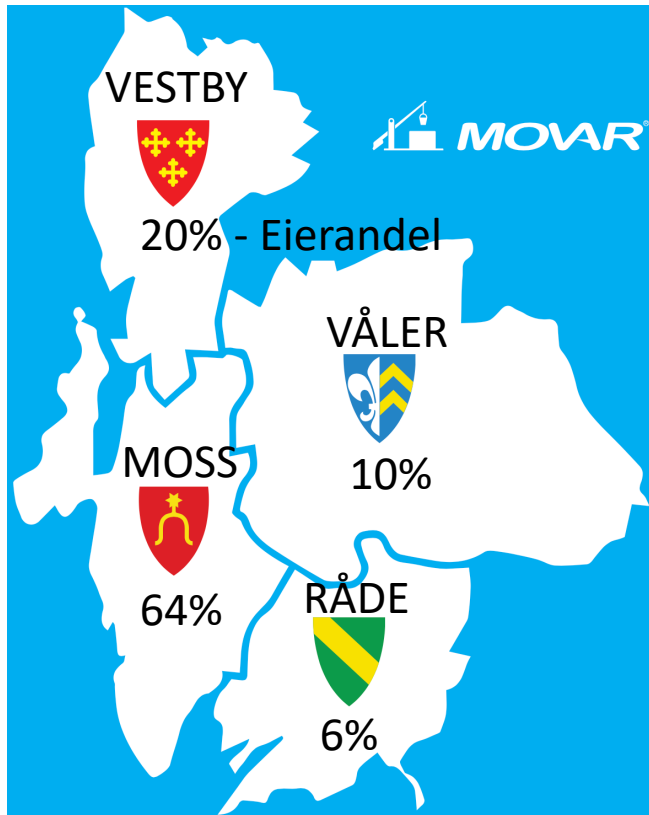 VESTBY
MOVAR®
20% - Eierandel
VÅLER
10%
MOSS
64%
RÅDE
6%